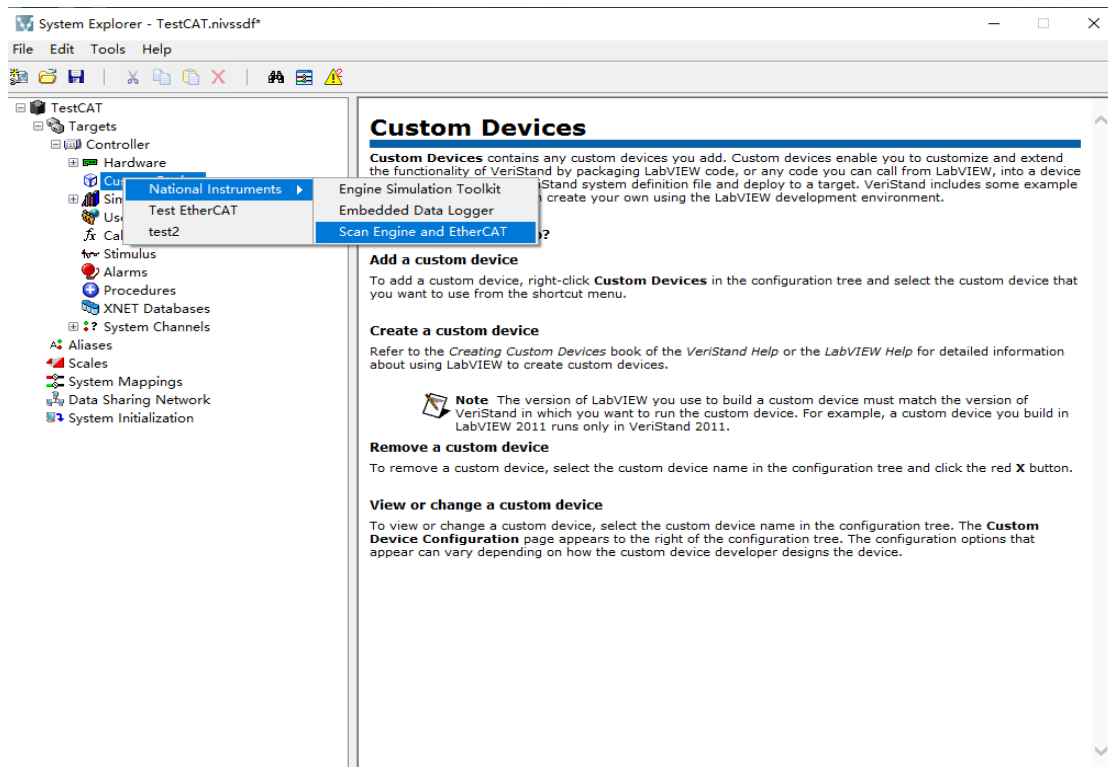 System Explorer - TestCAT.nivssdf*
File Edit Tools Help
TestCAT
Targets
Controller
Hardware
Alarms
Stimulus
Procedures
XNET Databases
System Channels
Aliases
Scales
System Mappings
Data Sharing Network
System Initialization
National Instruments
Test EtherCAT
test2
Engine Simulation Toolkit
Embedded Data Logger
Scan Engine and EtherCAT
Custom Devices
Custom Devices contains any custom devices you add. Custom devices enable you to customize and extend
the functionality of VeriStand by packaging LabVIEW code, or any code you can call from LabVIEW, into a device
system definition file and deploy to a target. VeriStand includes some example
create your own using the LabVIEW development environment.
Add a custom device
To add a custom device, right-click Custom Devices in the configuration tree and select the custom device that
you want to use from the shortcut menu.
Create a custom device
Refer to the Creating Custom Devices book of the VeriStand Help or the LabVIEW Help for detailed information
about using LabVIEW to create custom devices.
Note The version of LabVIEW you use to build a custom device must match the version of
VeriStand in which you want to run the custom device. For example, a custom device you build in
LabVIEW 2011 runs only in VeriStand 2011.
Remove a custom device
To remove a custom device, select the custom device name in the configuration tree and click the red X button.
View or change a custom device
To view or change a custom device, select the custom device name in the configuration tree. The Custom
Device Configuration page appears to the right of the configuration tree. The configuration options that
appear can vary depending on how the custom device developer designs the device.